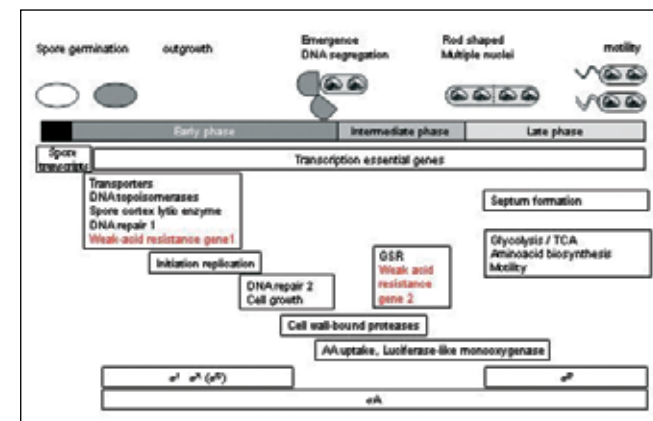 Spore germination
outgrowth
Emergence
DNA segregation
Rod shaped
Multiple nuclei
motility
Early phase
Intermediate phase
Late phase
Spore
transcripts
Transcription essential genes
Transporters
DNA topoisomerases
Spore cortex lytic enzyme
DNA repair 1
Weak-acid resistance gene1
Septum formation
Glycolysis / TCA
Aminoacid biosynthesis
Motility
GSR
Weak acid
resistance
gene 2
Initiation replication
DNA repair 2
Cell growth
Cell wall-bound proteases
AA uptake, Luciferase-like monooxygenase
σA